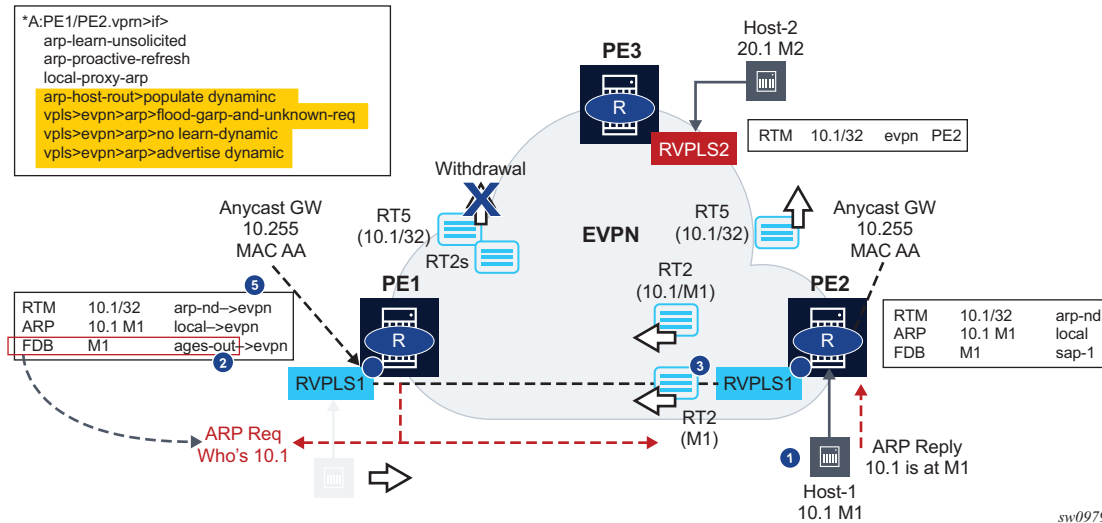 *A:PE1/PE2.vprn>if>
arp-learn-unsolicited
arp-proactive-refresh
local-proxy-arp
arp-host-rout>populate dynaminc
vpls>evpn>arp>flood-garp-and-unknown-req
vpls>evpn>arp>no learn-dynamic
vpls>evpn>arp>advertise dynamic
Host-2
20.1 M2
PE3
R
RVPLS2
RTM 10.1/32 evpn PE2
Withdrawal
X
RT5
(10.1/32)
RT2s
EVPN
RT5
(10.1/32)
Anycast GW
10.255
MAC AA
Anycast GW
10.255
MAC AA
5
PE1
R
RT2
(10.1/M1)
PE2
R
RTM 10.1/32 arp-nd–>evpn
ARP 10.1 M1 local–>evpn
FDB M1 ages-out–>evpn
2
RTM 10.1/32 arp-nd
ARP 10.1 M1 local
FDB M1 sap-1
RVPLS1
3
RVPLS1
RT2
(M1)
ARP Req
Who's 10.1
1
ARP Reply
10.1 is at M1
Host-1
10.1 M1